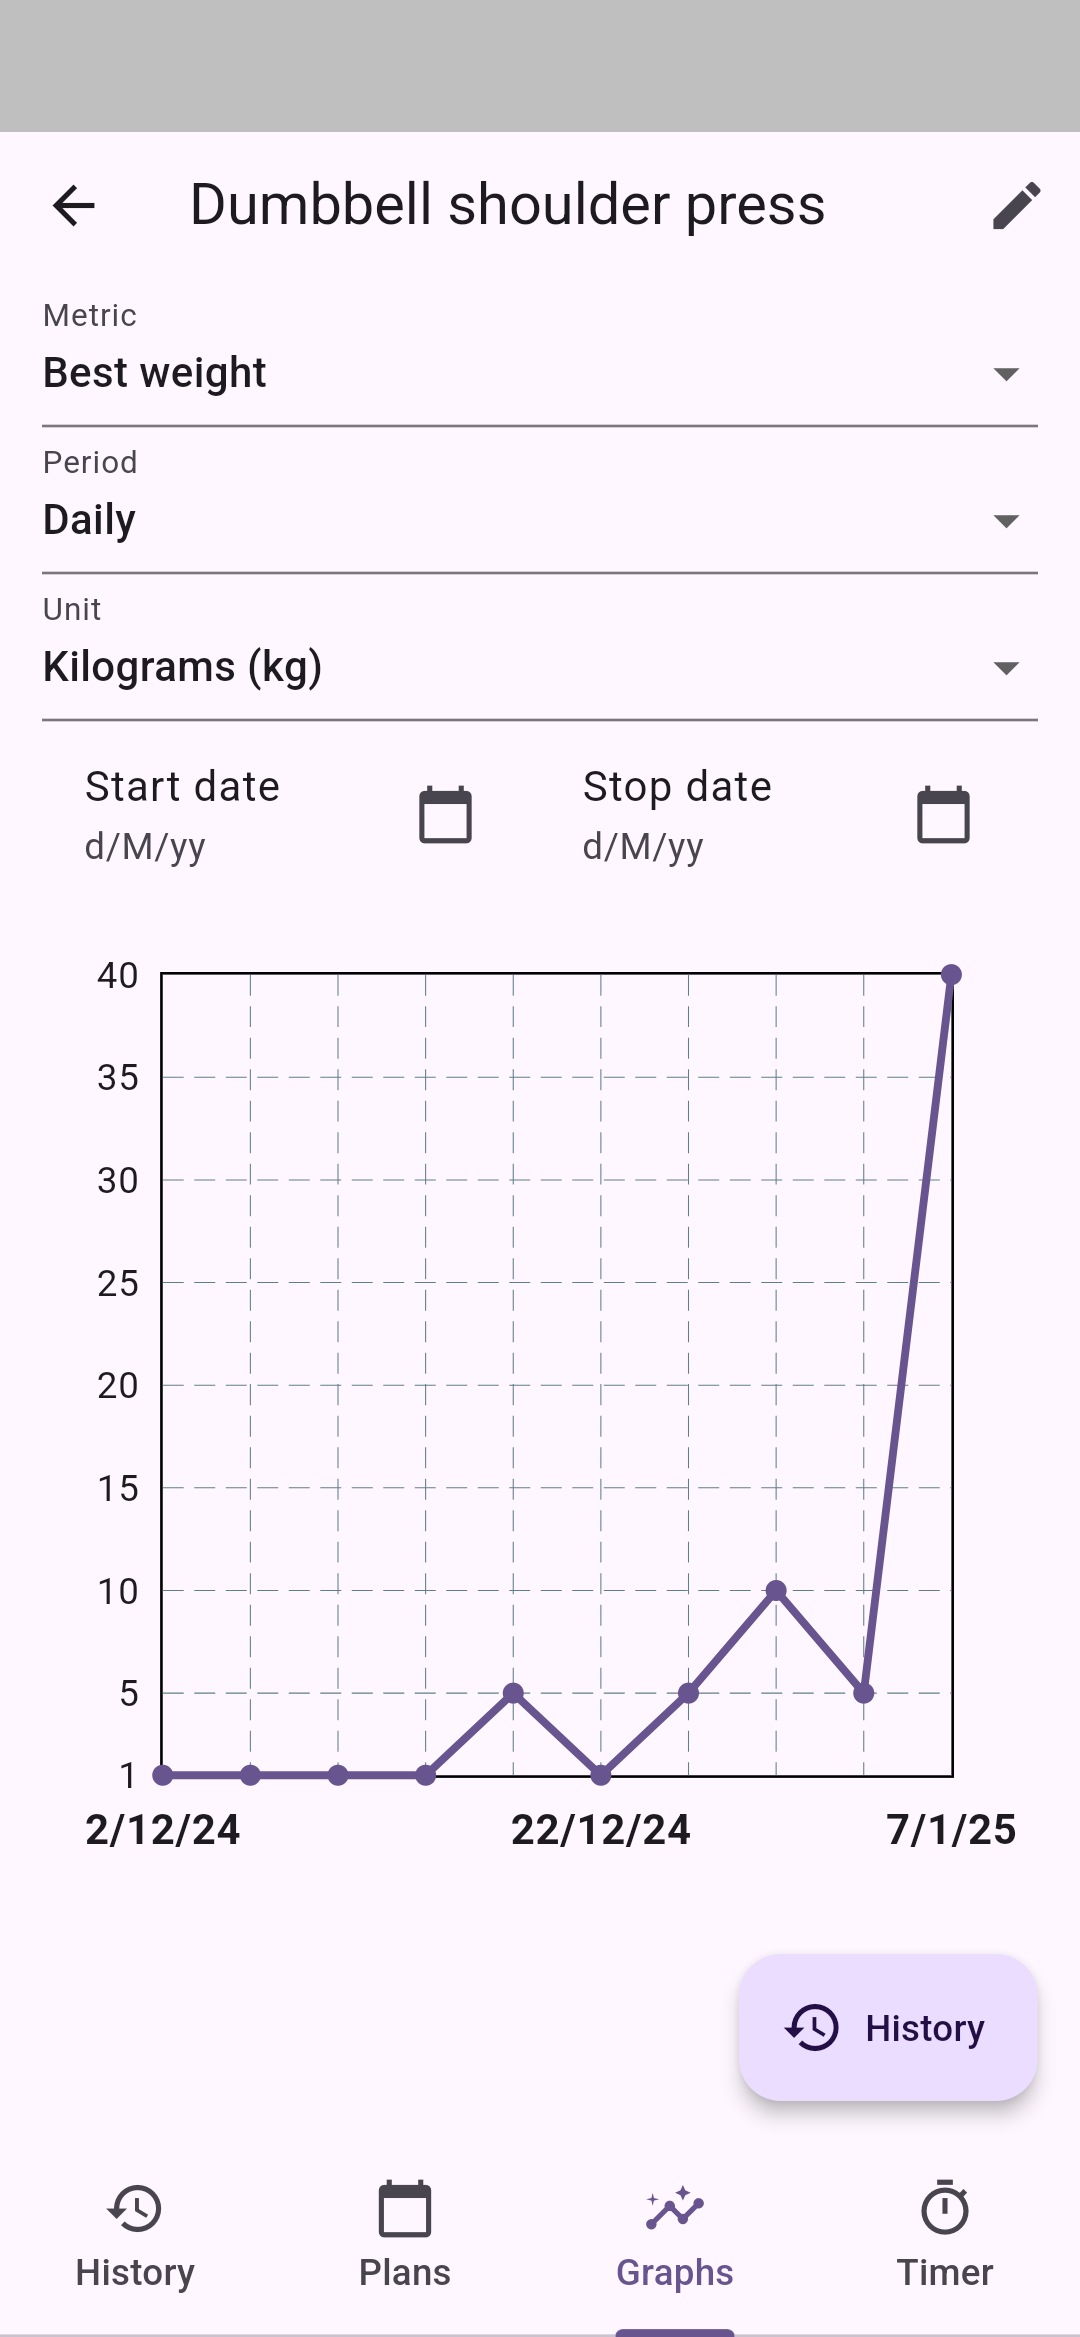 Dumbbell shoulder press
Metric
Best weight
Period
Daily
Unit
Kilograms (kg)
Start date
d/M/yy
Stop date
d/M/yy
40
35
30
25
20
15
10
5
1
2/12/24 22/12/24 7/1/25
History
History Plans Graphs Timer